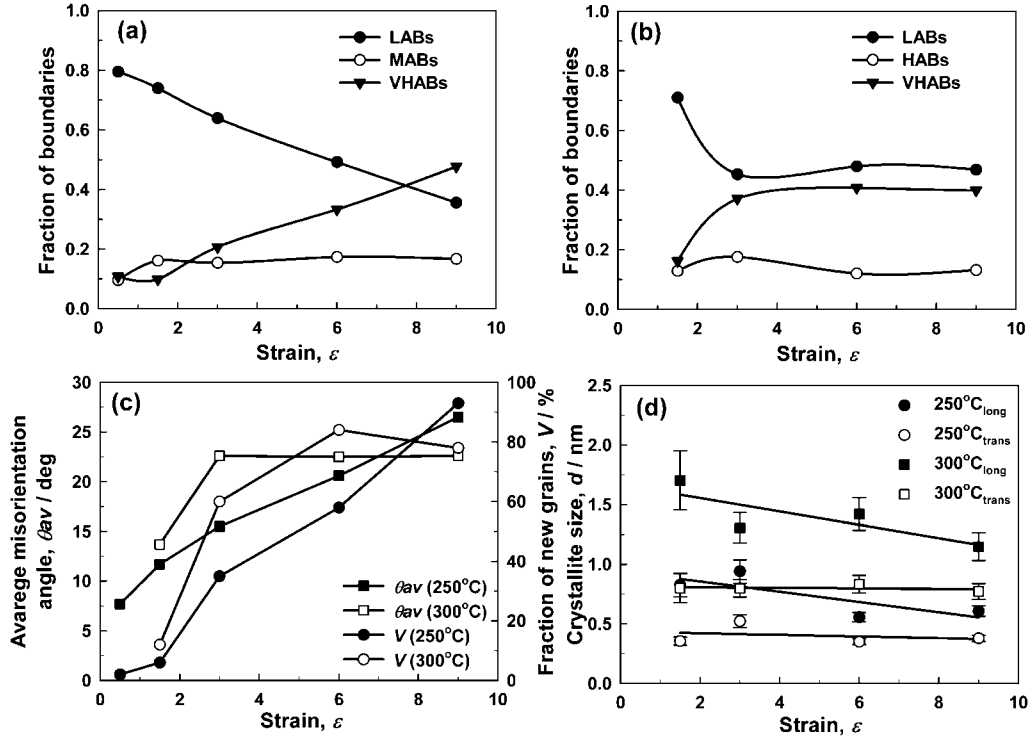 (a)
LABs
MABs
VHABs
Fraction of boundaries
1.0
0.8
0.6
0.4
0.2
0.0
0 2 4 6 8 10
Strain, ε
(b)
LABs
HABs
VHABs
Fraction of boundaries
1.0
0.8
0.6
0.4
0.2
0.0
0 2 4 6 8 10
Strain, ε
(c)
Avarege misorientation
angle, θav / deg
30
25
20
15
10
5
0
Fraction of new grains, V / %
100
80
60
40
20
0
θav (250°C)
θav (300°C)
V (250°C)
V (300°C)
0 2 4 6 8 10
Strain, ε
(d)
Crystallite size, d / nm
2.5
2.0
1.5
1.0
0.5
0.0
250°Clong
250°Ctrans
300°Clong
300°Ctrans
0 2 4 6 8 10
Strain, ε